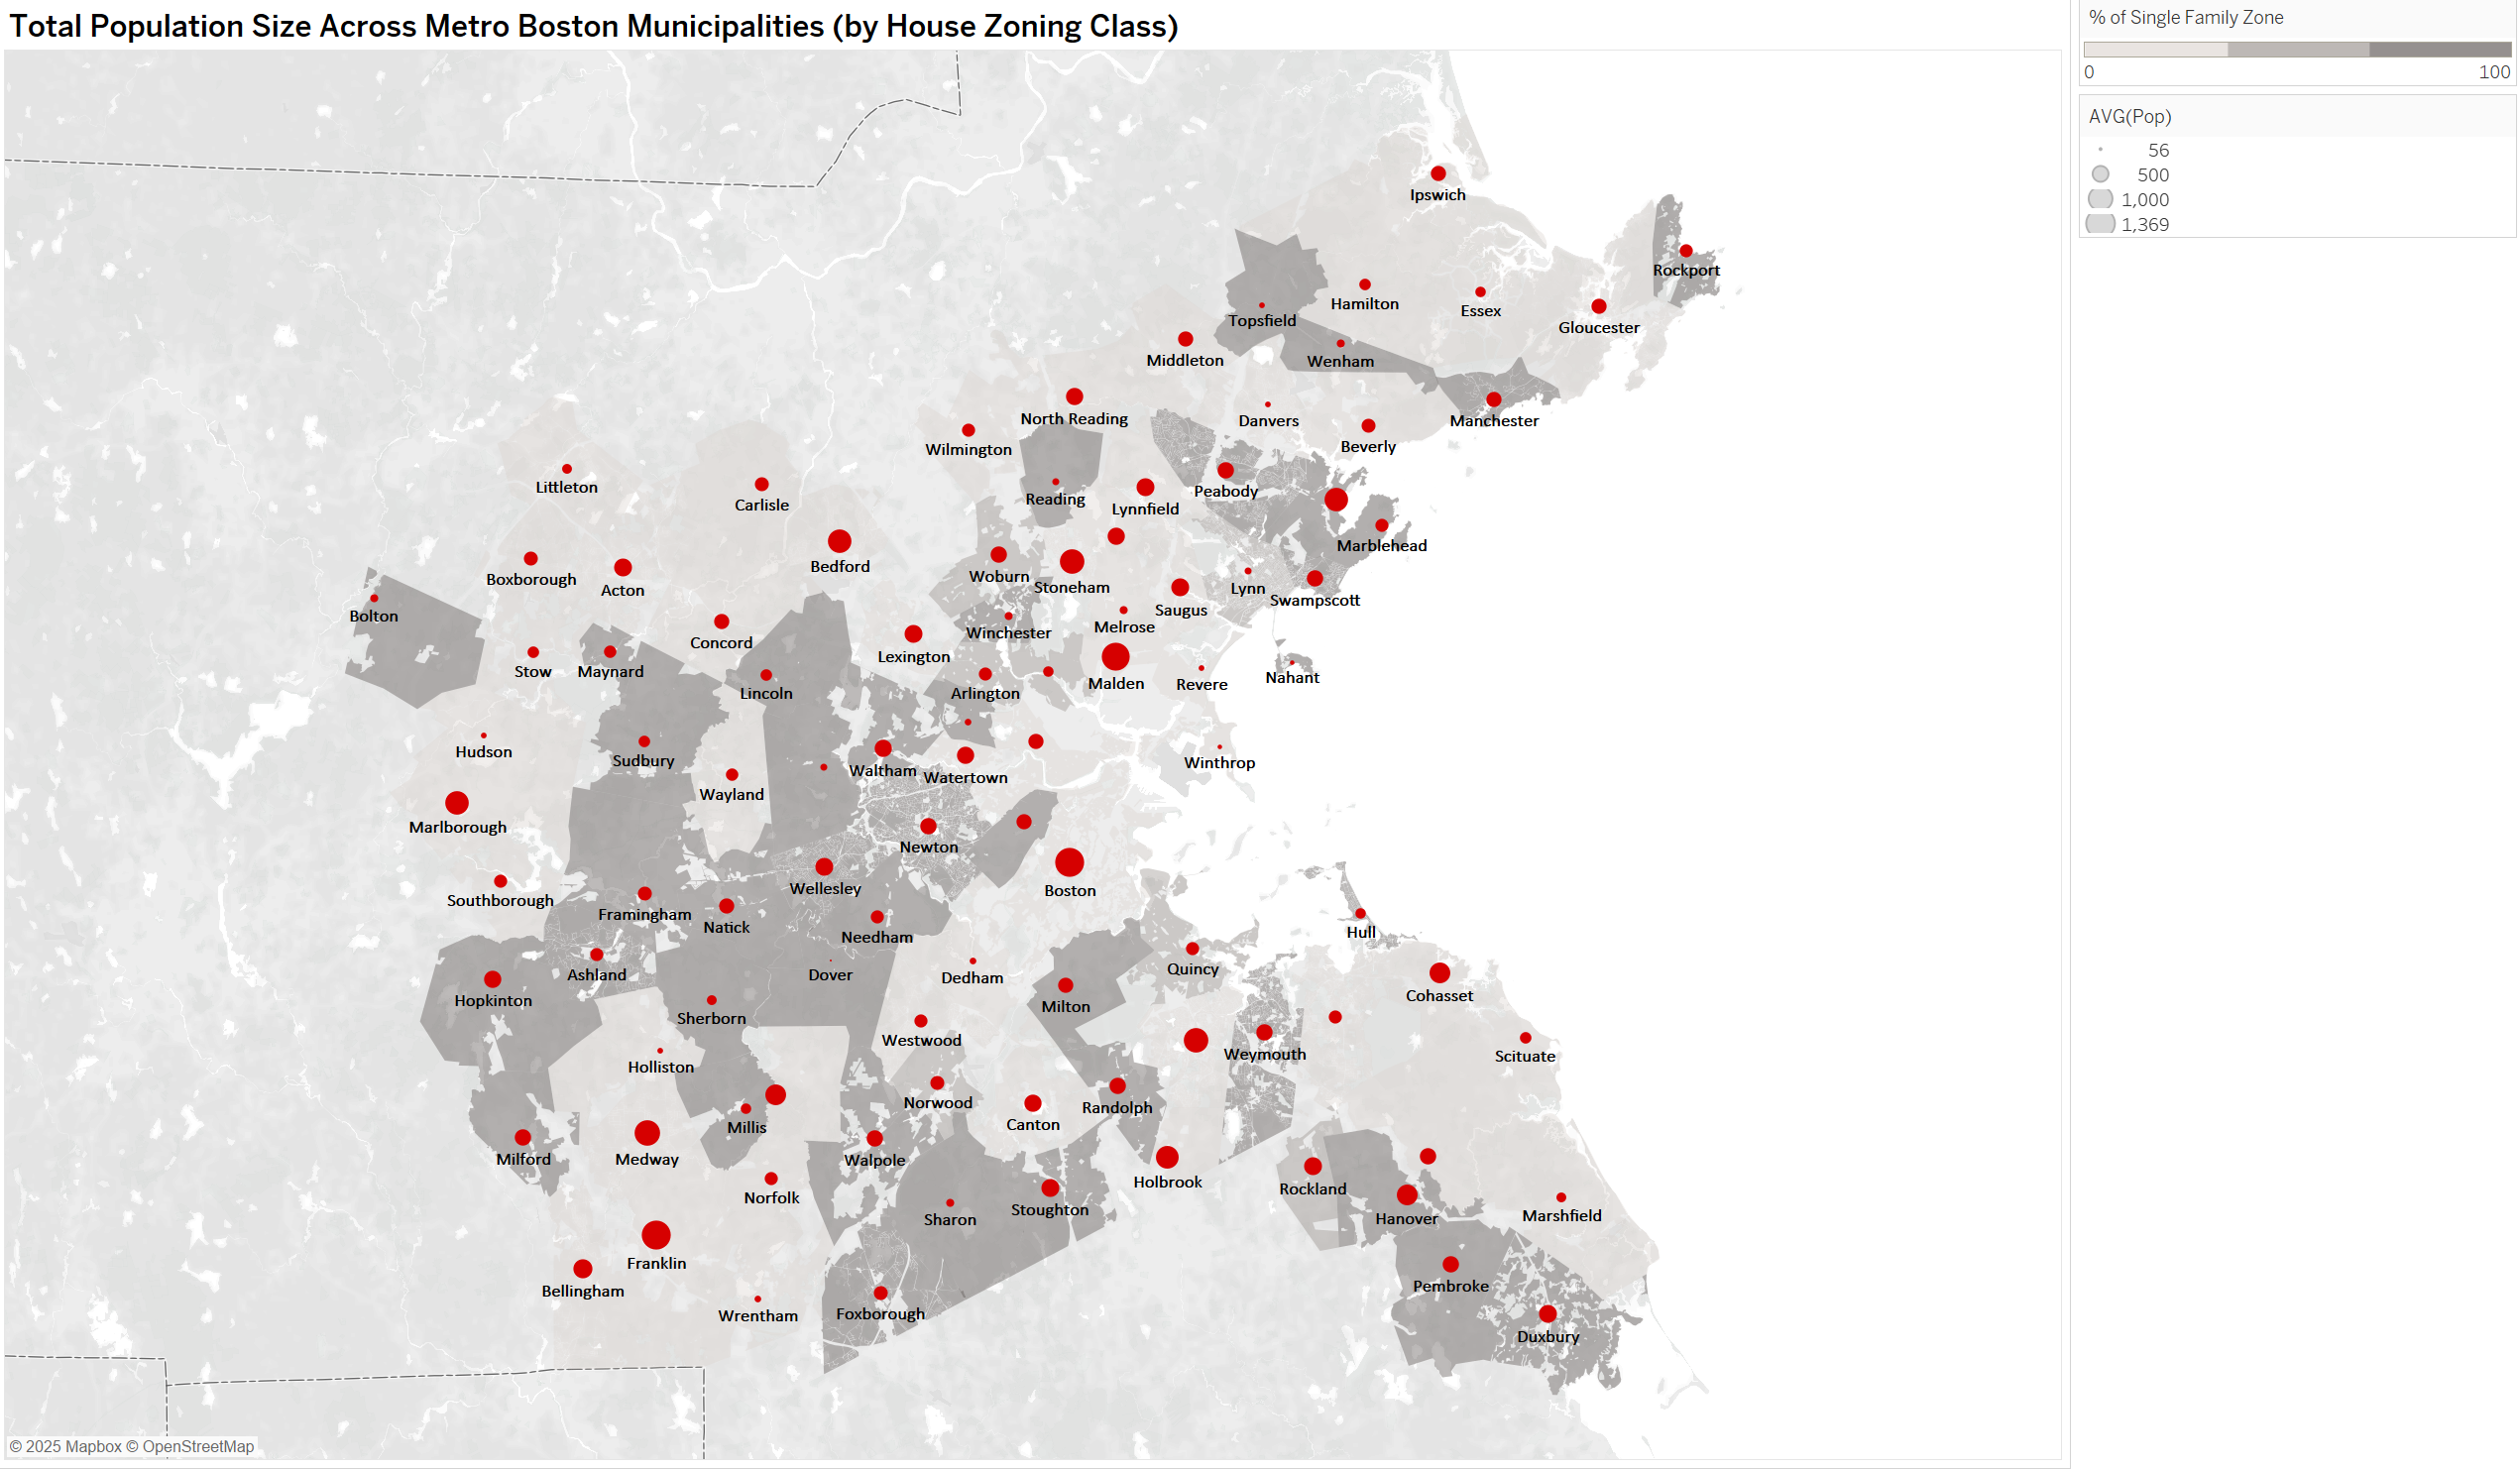 Total Population Size Across Metro Boston Municipalities (by House Zoning Class)
% of Single Family Zone
0 100
AVG(Pop)
56
500
1,000
1,369
Ipswich
Rockport
Hamilton
Essex
Topsfield
Gloucester
Middleton
Wenham
North Reading
Danvers
Manchester
Beverly
Wilmington
Littleton
Carlisle
Reading
Lynnfield
Peabody
Marblehead
Bedford
Boxborough
Acton
Woburn
Stoneham
Lynn
Swampscott
Saugus
Bolton
Melrose
Winchester
Concord
Lexington
Stow
Maynard
Lincoln
Arlington
Malden
Revere
Nahant
Hudson
Sudbury
Winthrop
Waltham
Watertown
Wayland
Marlborough
Newton
Wellesley
Boston
Southborough
Framingham
Natick
Needham
Hull
Ashland
Dover
Dedham
Quincy
Hopkinton
Milton
Cohasset
Sherborn
Westwood
Weymouth
Scituate
Holliston
Norwood
Randolph
Millis
Canton
Milford
Medway
Walpole
Holbrook
Rockland
Norfolk
Stoughton
Sharon
Hanover
Marshfield
Franklin
Bellingham
Pembroke
Wrentham
Foxborough
Duxbury
© 2025 Mapbox © OpenStreetMap